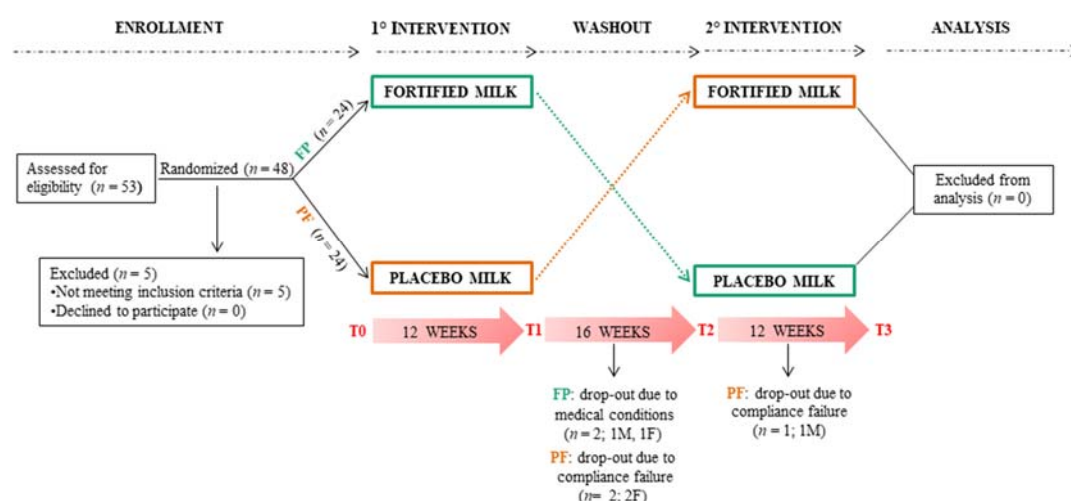 ENROLLMENT
1° INTERVENTION
WASHOUT
2° INTERVENTION
ANALYSIS
FORTIFIED MILK
FORTIFIED MILK
FP (n = 24)
Assessed for
eligibility (n = 53)
Randomized (n = 48)
Excluded from
analysis (n = 0)
PF (n = 24)
Excluded (n = 5)
•Not meeting inclusion criteria (n = 5)
•Declined to participate (n = 0)
PLACEBO MILK
PLACEBO MILK
T0
12 WEEKS
T1
16 WEEKS
T2
12 WEEKS
T3
FP: drop-out due to
medical conditions
(n = 2; 1M, 1F)
PF: drop-out due to
compliance failure
(n= 2; 2F)
PF: drop-out due to
compliance failure
(n = 1; 1M)